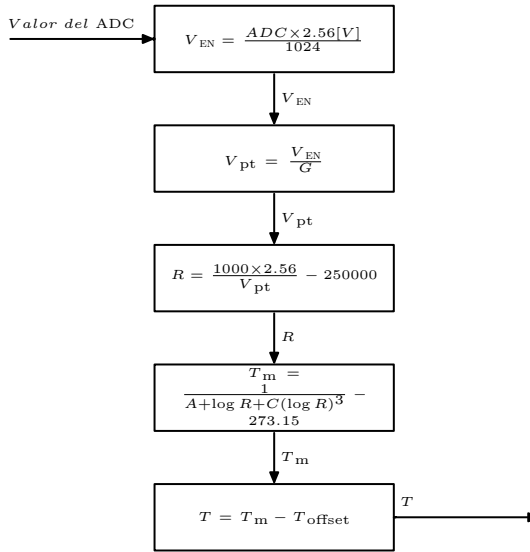 Valor del ADC
V_EN = ADC×2.56[V] / 1024
V_EN
V_pt = V_EN / G
V_pt
R = 1000×2.56 / V_pt − 250000
R
T_m =
1 / A+log R+C(log R)^3 −
273.15
T_m
T = T_m − T_offset
T